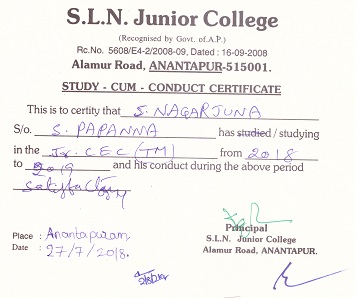 S.L.N. Junior College
(Recognised by Govt. of.A.P.)
Rc.No. 5608/E4-2/2008-09, Dated : 16-09-2008
Alamur Road, ANANTAPUR-515001.
STUDY - CUM - CONDUCT CERTIFICATE
This is to certify that S. NAGARJUNA
S/o. S. PAPANNA has studied / studying
in the Jr. CEC (TM) from 2018
to 2019 and his conduct during the above period
Satisfactory
Principal
Place : Anantapuram
S.L.N. Junior College
Date : 27/7/2018.
Alamur Road, ANANTAPUR.